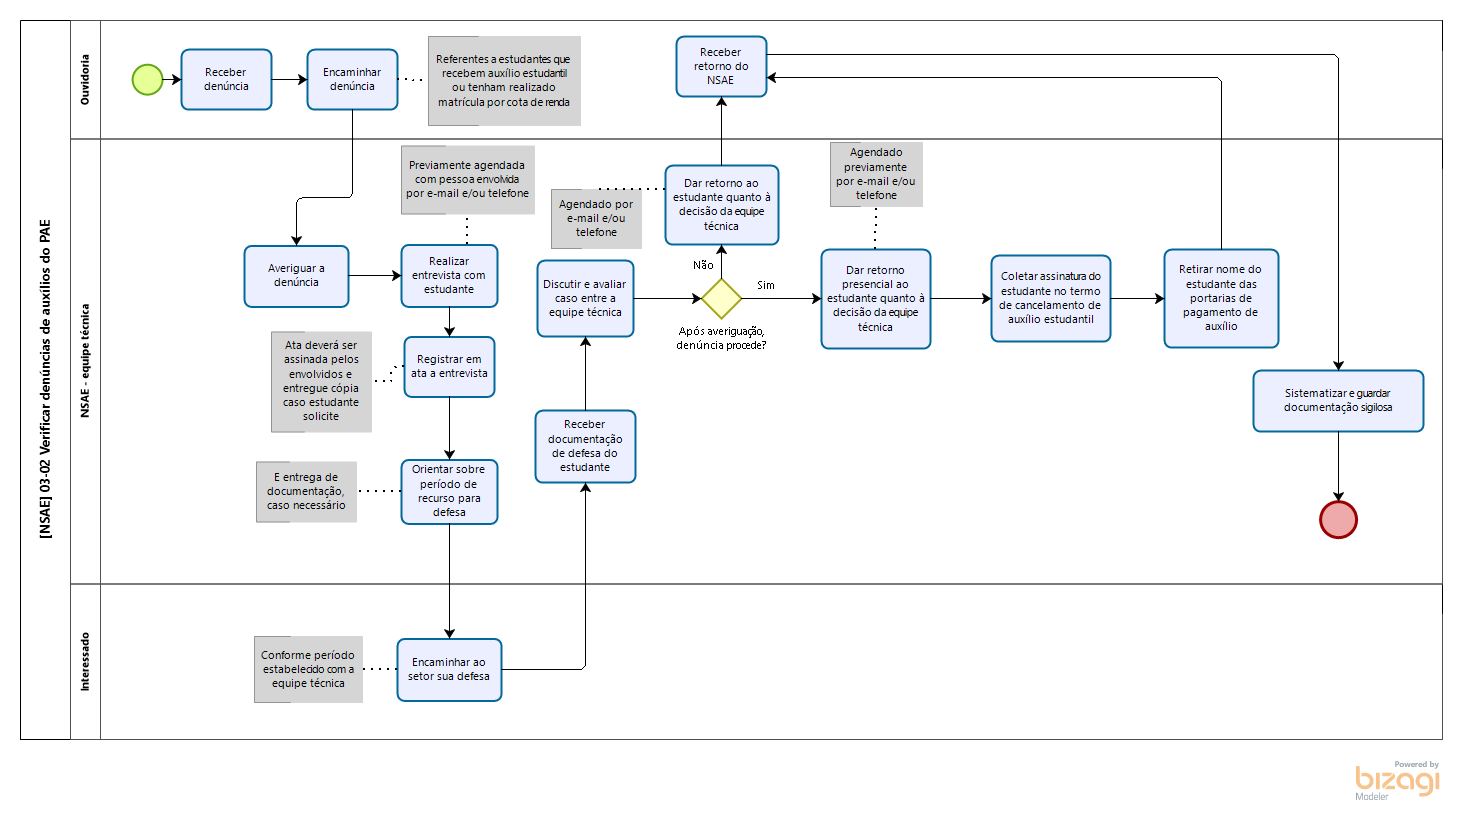 [NSAE] 03-02 Verificar denúncias de auxílios do PAE
Ouvidoria
Receber
denúncia
Encaminhar
denúncia
Referentes a estudantes que
recebem auxílio estudantil
ou tenham realizado
matrícula por cota de renda
Receber
retorno do
NSAE
NSAE - equipe técnica
Averiguar a
denúncia
Previamente agendada
com pessoa envolvida
por e-mail e/ou telefone
Realizar
entrevista com
estudante
Ata deverá ser
assinada pelos
envolvidos e
entregue cópia
caso estudante
solicite
Registrar em
ata a entrevista
E entrega de
documentação,
caso necessário
Orientar sobre
período de
recurso para
defesa
Receber
documentação
de defesa do
estudante
Discutir e avaliar
caso entre a
equipe técnica
Após averiguação,
denúncia procede?
Não
Sim
Agendado por
e-mail e/ou
telefone
Dar retorno ao
estudante quanto à
decisão da equipe
técnica
Agendado
previamente
por e-mail e/ou
telefone
Dar retorno
presencial ao
estudante quanto à
decisão da equipe
técnica
Coletar assinatura do
estudante no termo
de cancelamento de
auxílio estudantil
Retirar nome do
estudante das
portarias de
pagamento de
auxílio
Sistematizar e guardar
documentação sigilosa
Interessado
Conforme período
estabelecido com a
equipe técnica
Encaminhar ao
setor sua defesa
Powered by
bizagi
Modeler